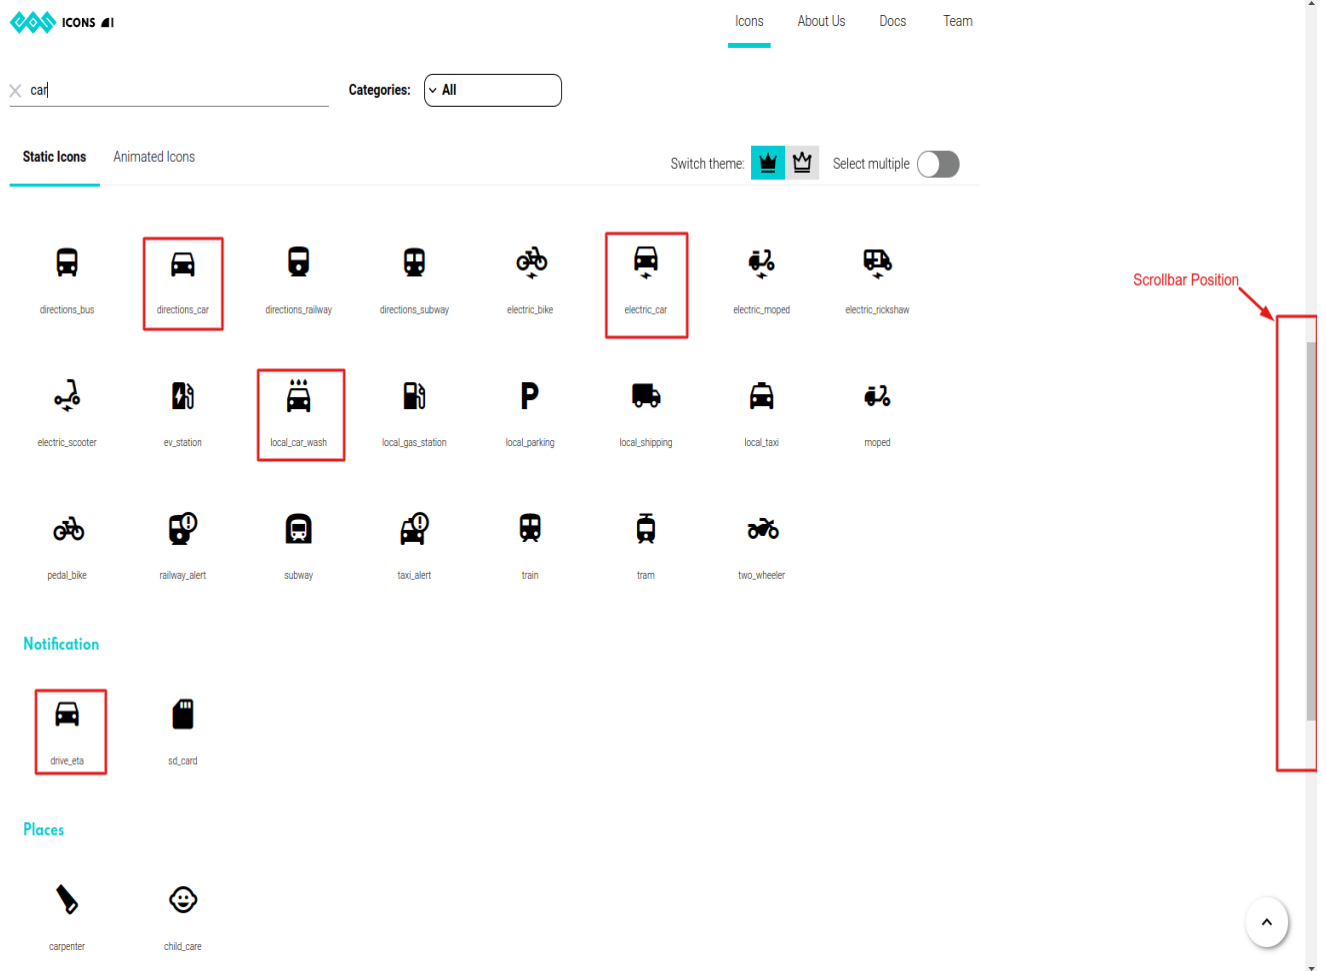 ICONS
Icons About Us Docs Team
car
Categories: All
Static Icons Animated Icons
Switch theme: Select multiple
directions_bus directions_car directions_railway directions_subway electric_bike electric_car electric_moped electric_rickshaw
Scrollbar Position
electric_scooter ev_station local_car_wash local_gas_station local_parking local_shipping local_taxi moped
pedal_bike railway_alert subway taxi_alert train tram two_wheeler
Notification
drive_eta sd_card
Places
carpenter child_care